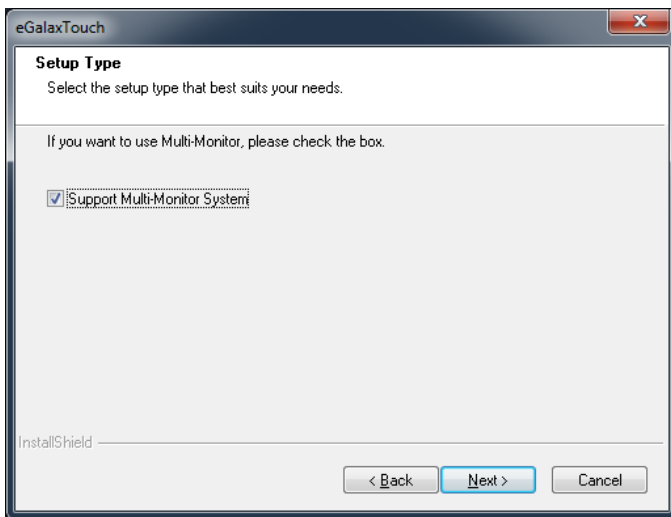 eGalaxTouch
Setup Type
Select the setup type that best suits your needs.
If you want to use Multi-Monitor, please check the box.
Support Multi-Monitor System
InstallShield
< Back Next > Cancel